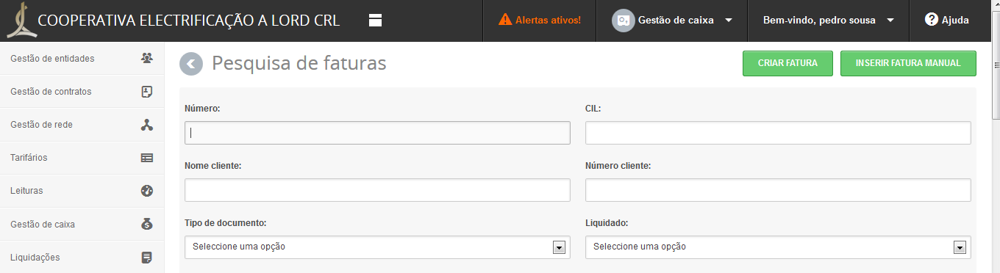 COOPERATIVA ELECTRIFICAÇÃO A LORD CRL
Alertas ativos!
Gestão de caixa
Bem-vindo, pedro sousa
Ajuda
Gestão de entidades
Gestão de contratos
Gestão de rede
Tarifários
Leituras
Gestão de caixa
Liquidações
Pesquisa de faturas
CRIAR FATURA
INSERIR FATURA MANUAL
Número:
CIL:
Nome cliente:
Número cliente:
Tipo de documento:
Liquidado:
Seleccione uma opção
Seleccione uma opção